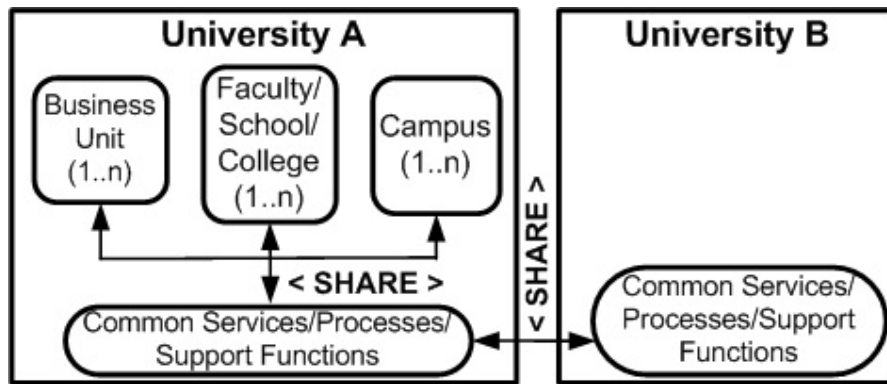 University A
Business
Unit
(1..n)
Faculty/
School/
College
(1..n)
Campus
(1..n)
< SHARE >
Common Services/Processes/
Support Functions
< SHARE >
University B
Common Services/
Processes/Support
Functions